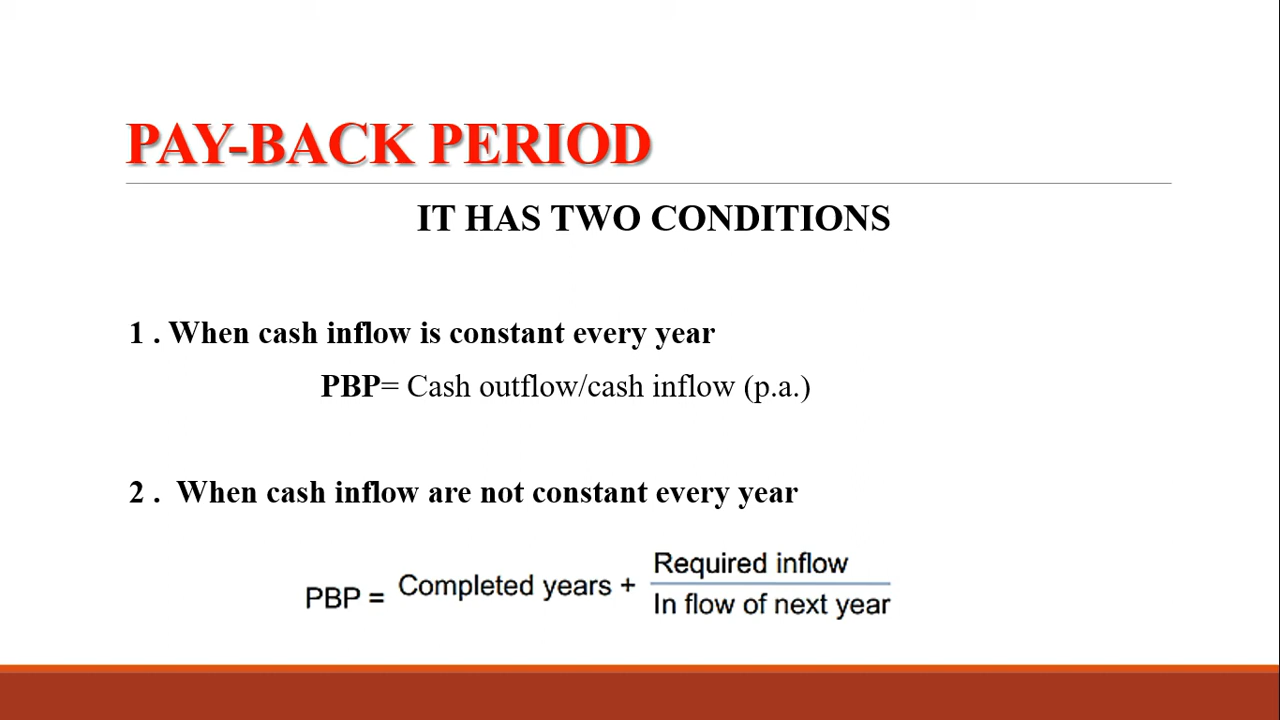 PAY-BACK PERIOD
IT HAS TWO CONDITIONS
1 . When cash inflow is constant every year
PBP= Cash outflow/cash inflow (p.a.)
2 .  When cash inflow are not constant every year
PBP = Completed years + Required inflow
In flow of next year